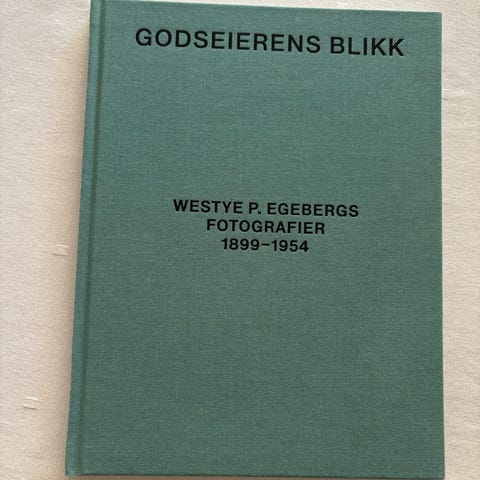 GODSEIERENS BLIKK
WESTYE P. EGEBERGS
FOTOGRAFIER
1899–1954